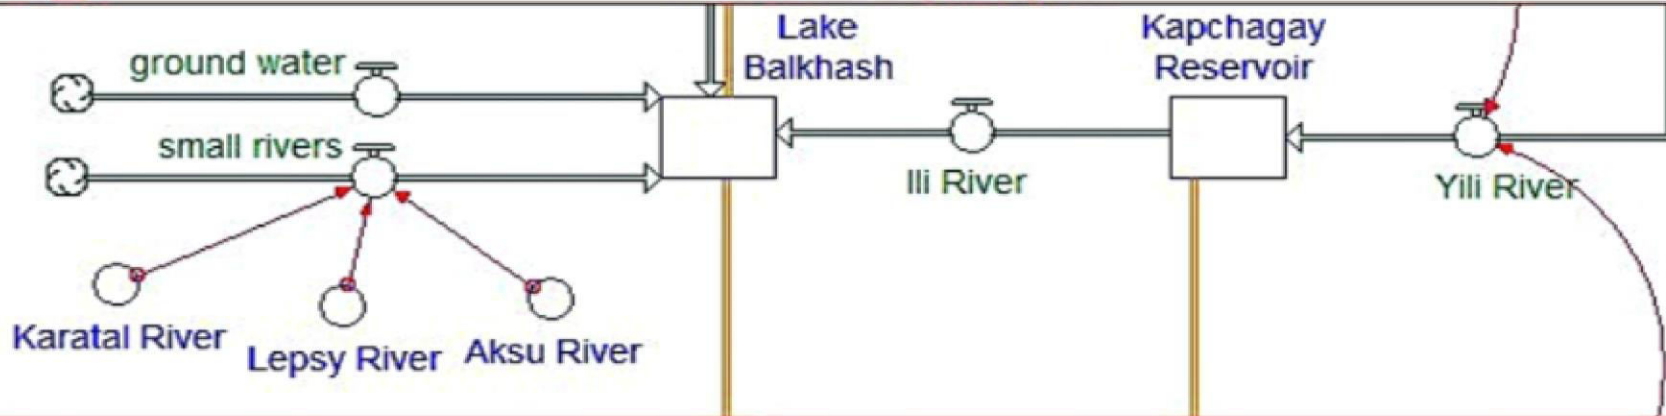 Lake
Balkhash
Kapchagay
Reservoir
ground water
small rivers
Ili River
Yili River
Karatal River
Lepsy River
Aksu River